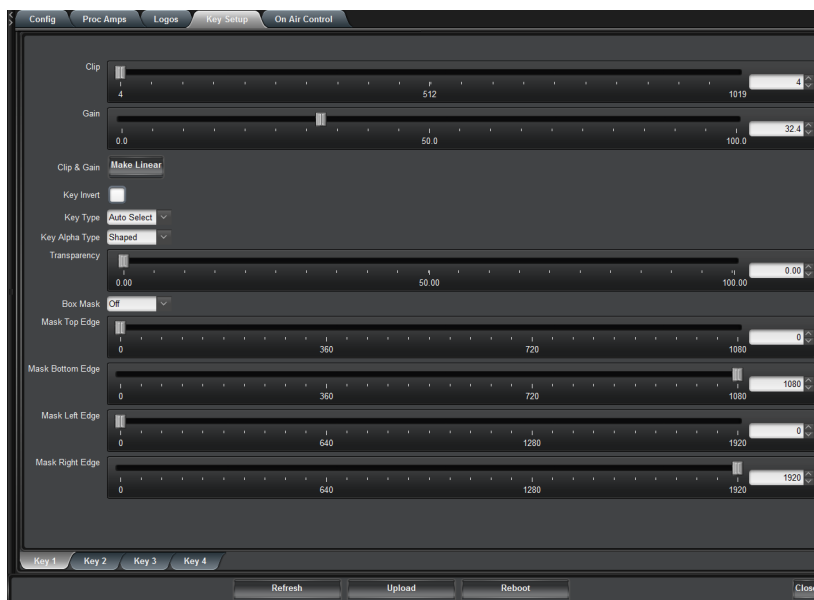 Config Proc Amps Logos Key Setup On Air Control
Clip
4 512 1019
4
Gain
0.0 50.0 100.0
32.4
Clip & Gain Make Linear
Key Invert
Key Type Auto Select
Key Alpha Type Shaped
Transparency
0.00 50.00 100.00
0.00
Box Mask Off
Mask Top Edge
0 360 720 1080
0
Mask Bottom Edge
0 360 720 1080
1080
Mask Left Edge
0 640 1280 1920
0
Mask Right Edge
0 640 1280 1920
1920
Key 1 Key 2 Key 3 Key 4
Refresh Upload Reboot Close